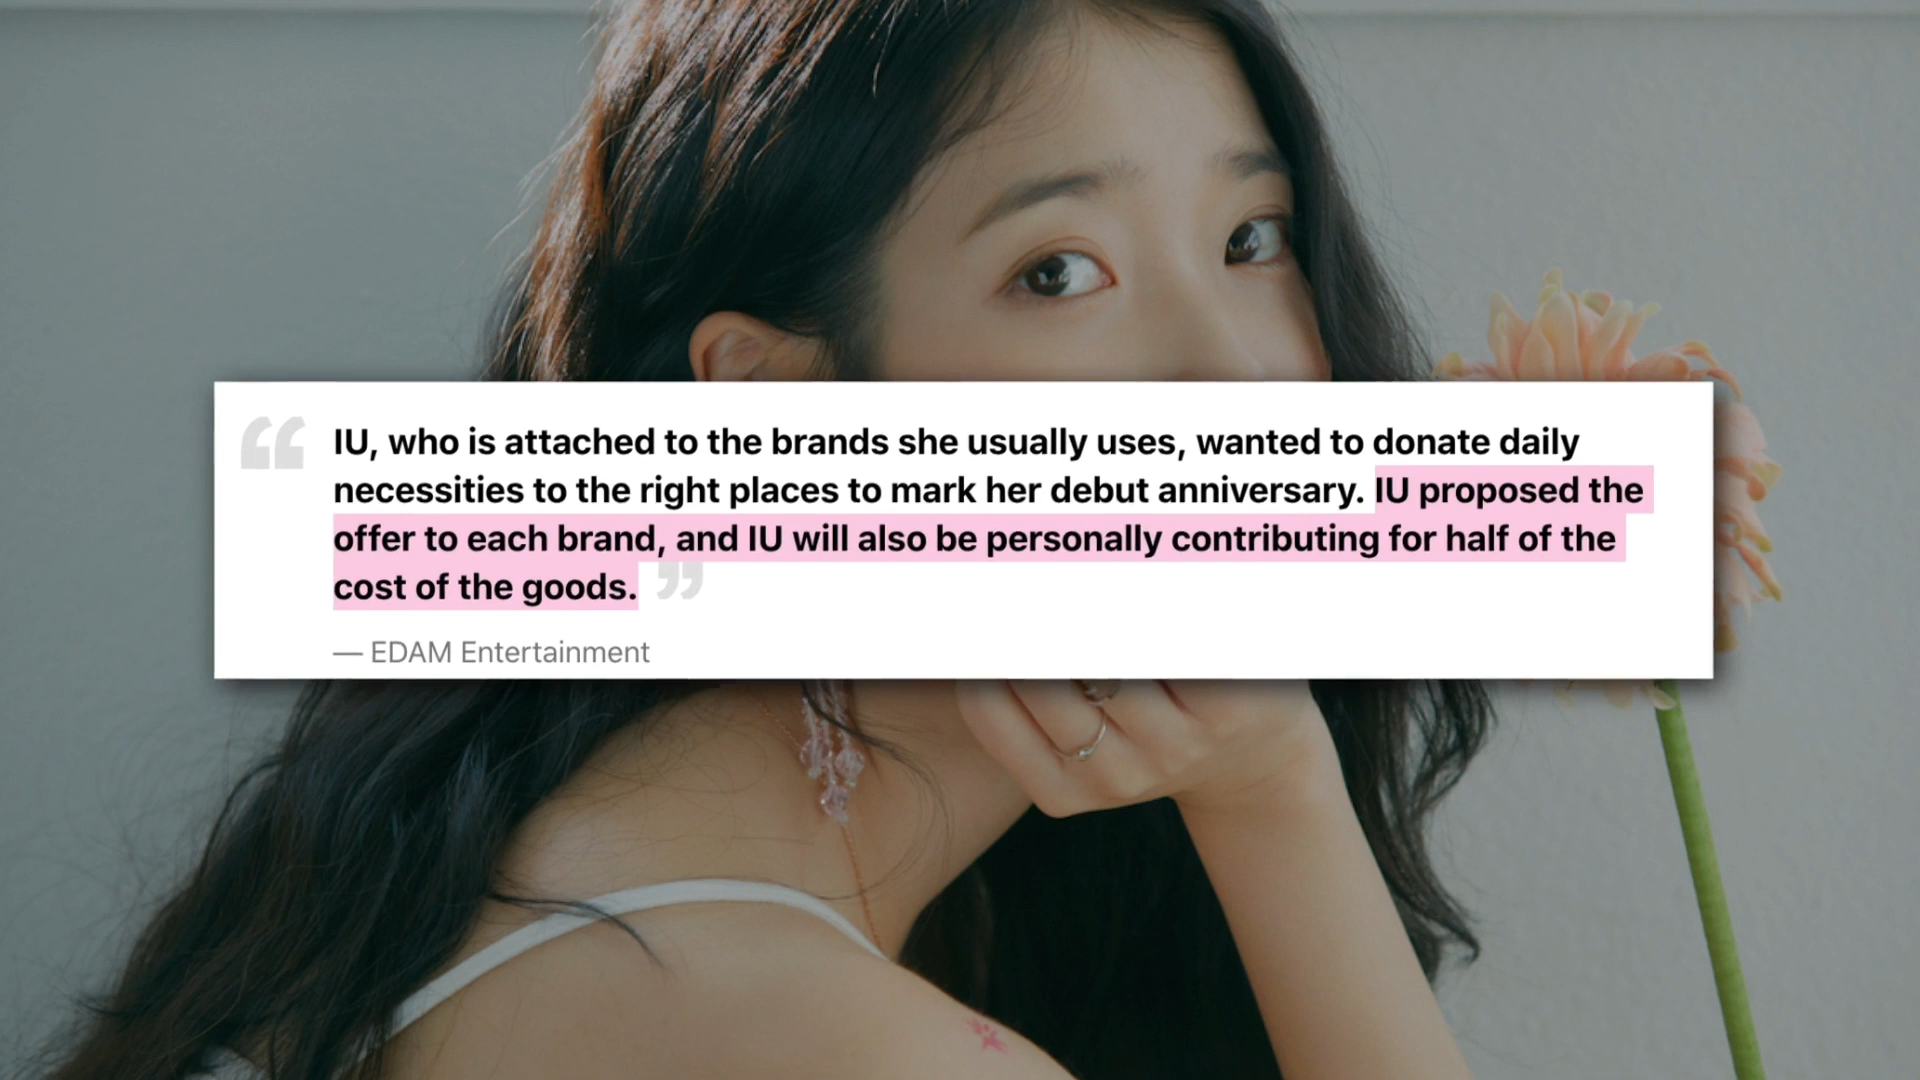 “ IU, who is attached to the brands she usually uses, wanted to donate daily
necessities to the right places to mark her debut anniversary. IU proposed the
offer to each brand, and IU will also be personally contributing for half of the
cost of the goods. ”
— EDAM Entertainment